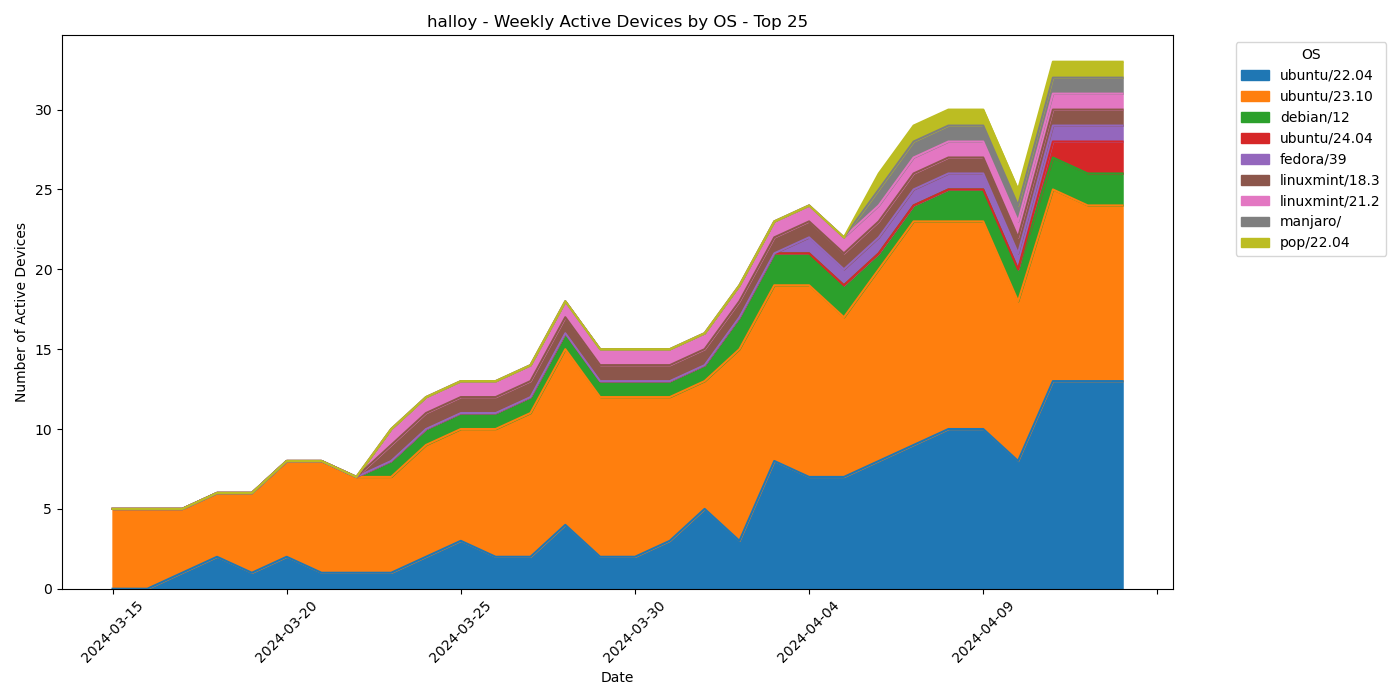 halloy - Weekly Active Devices by OS - Top 25
OS
ubuntu/22.04
ubuntu/23.10
debian/12
ubuntu/24.04
fedora/39
linuxmint/18.3
linuxmint/21.2
manjaro/
pop/22.04
Number of Active Devices
30
25
20
15
10
5
0
2024-03-15
2024-03-20
2024-03-25
2024-03-30
2024-04-04
2024-04-09
Date